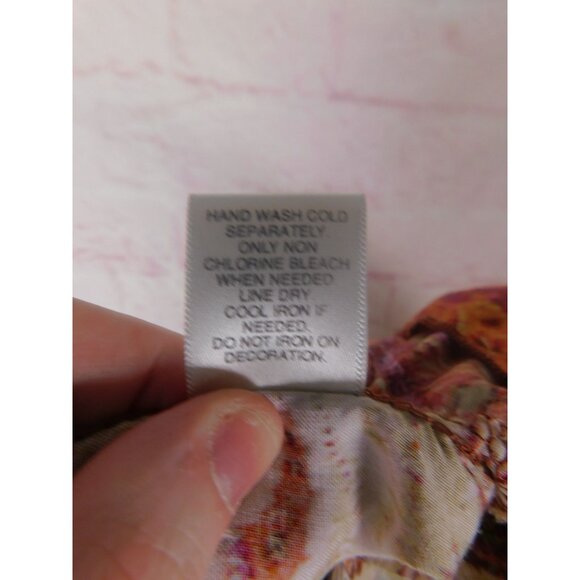 HAND WASH COLD
SEPARATELY.
ONLY NON
CHLORINE BLEACH
WHEN NEEDED
LINE DRY
COOL IRON IF
NEEDED.
DO NOT IRON ON
DECORATION.